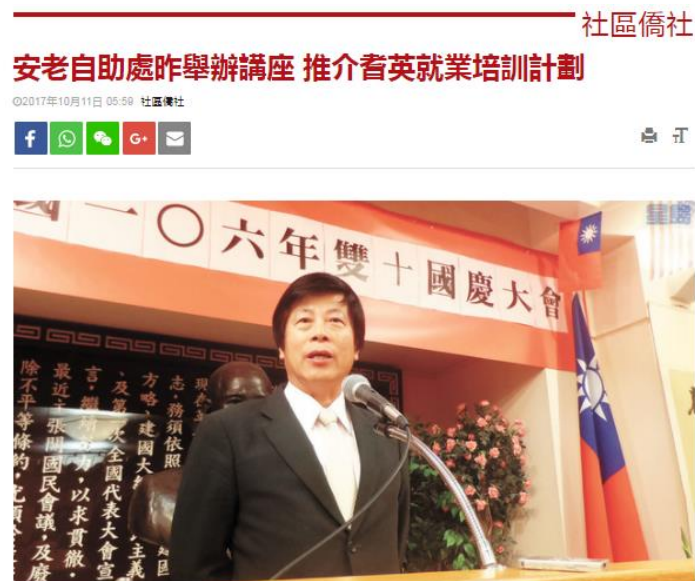 社區僑社
安老自助處昨舉辦講座 推介耆英就業培訓計劃
2017年10月11日 05:59 社區僑社
G+
國一〇六年雙十國慶大會
現在
志,務須依照
方略、建國大
主義
、及第 次全國代表大會宣
言,繼 力,以求貫徹,
最近主張開國民會議,及廢
除不平等條約,尤須